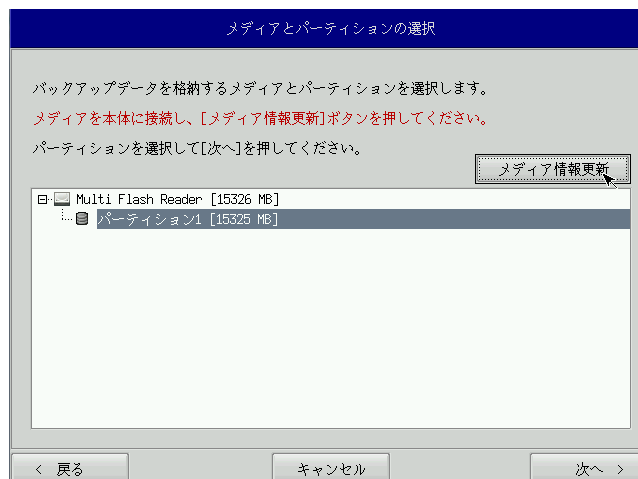 メディアとパーティションの選択
バックアップデータを格納するメディアとパーティションを選択します。
メディアを本体に接続し、[メディア情報更新]ボタンを押してください。
パーティションを選択して[次へ]を押してください。
メディア情報更新
Multi Flash Reader [15326 MB]
パーティション1 [15325 MB]
< 戻る
キャンセル
次へ >